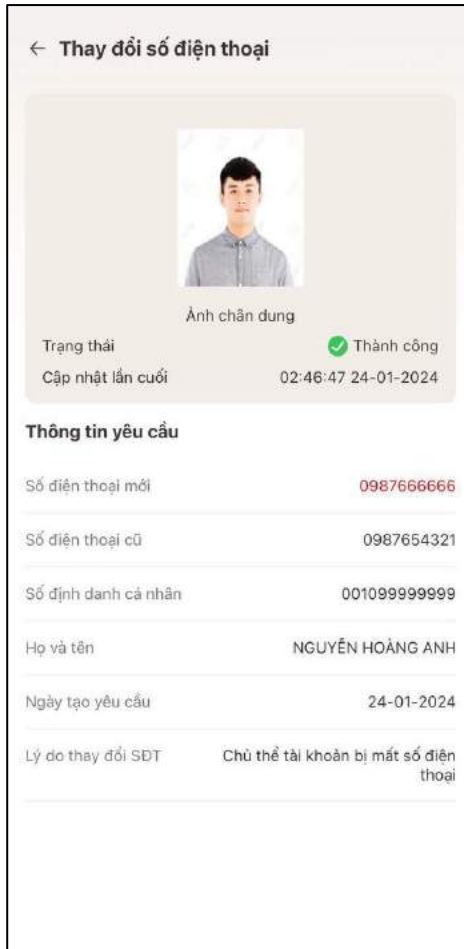 ← Thay đổi số điện thoại
Ảnh chân dung
Trạng thái Thành công
Cập nhật lần cuối 02:46:47 24-01-2024
Thông tin yêu cầu
Số điện thoại mới 0987666666
Số điện thoại cũ 0987654321
Số định danh cá nhân 001099999999
Họ và tên NGUYỄN HOÀNG ANH
Ngày tạo yêu cầu 24-01-2024
Lý do thay đổi SĐT Chủ thể tài khoản bị mất số điện
thoại